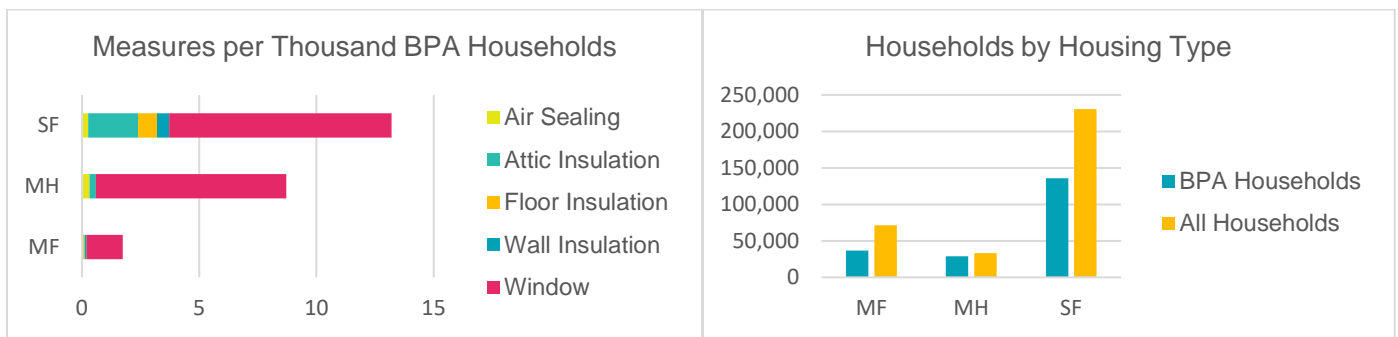 Measures per Thousand BPA Households
SF
MH
MF
0 5 10 15
Air Sealing
Attic Insulation
Floor Insulation
Wall Insulation
Window
Households by Housing Type
250,000
200,000
150,000
100,000
50,000
0
MF MH SF
BPA Households
All Households